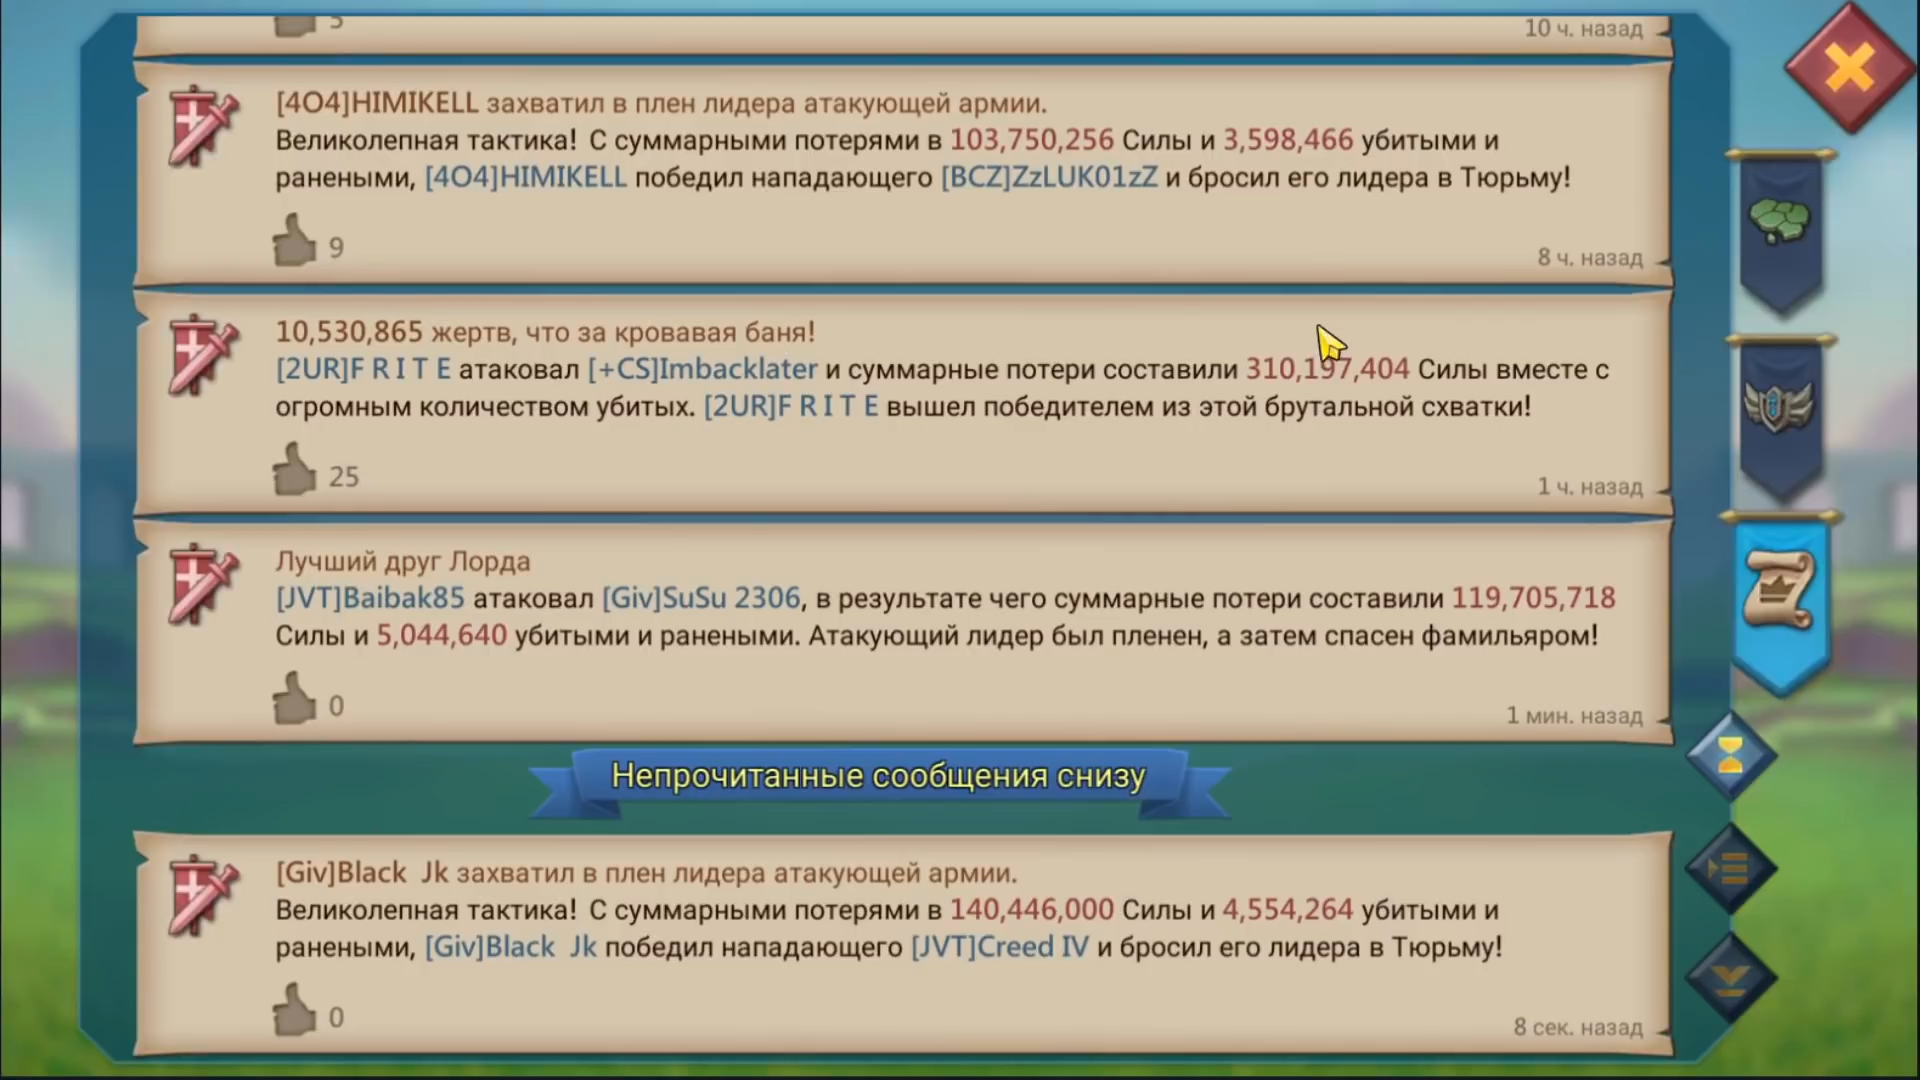 5
10 ч. назад
[4O4]HIMIKELL захватил в плен лидера атакующей армии.
Великолепная тактика! С суммарными потерями в 103,750,256 Силы и 3,598,466 убитыми и
ранеными, [4O4]HIMIKELL победил нападающего [BCZ]ZzLUK01zZ и бросил его лидера в Тюрьму!
9
8 ч. назад
10,530,865 жертв, что за кровавая баня!
[2UR]F R I T E атаковал [+CS]Imbacklater и суммарные потери составили 310,197,404 Силы вместе с
огромным количеством убитых. [2UR]F R I T E вышел победителем из этой брутальной схватки!
25
1 ч. назад
Лучший друг Лорда
[JVT]Baibak85 атаковал [Giv]SuSu 2306, в результате чего суммарные потери составили 119,705,718
Силы и 5,044,640 убитыми и ранеными. Атакующий лидер был пленен, а затем спасен фамильяром!
0
1 мин. назад
Непрочитанные сообщения снизу
[Giv]Black  Jk захватил в плен лидера атакующей армии.
Великолепная тактика! С суммарными потерями в 140,446,000 Силы и 4,554,264 убитыми и
ранеными, [Giv]Black  Jk победил нападающего [JVT]Creed IV и бросил его лидера в Тюрьму!
0
8 сек. назад